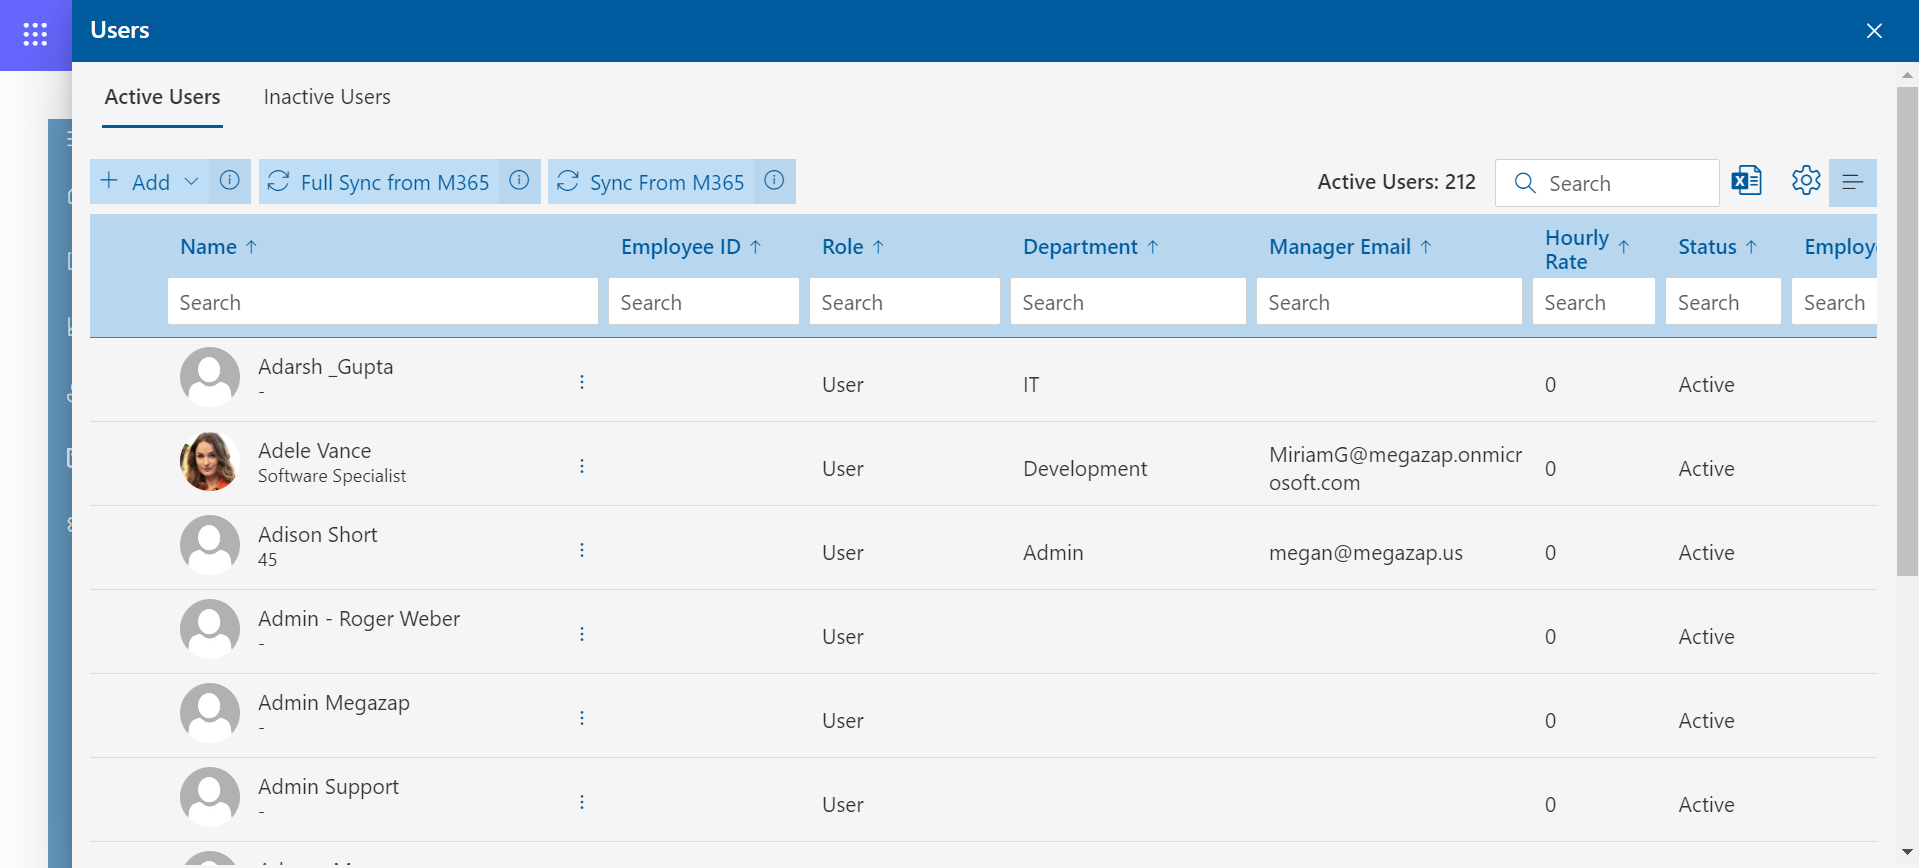 Users
Active Users Inactive Users
Add Full Sync from M365 Sync From M365 Active Users: 212 Search
Name Employee ID Role Department Manager Email Hourly Rate Status Employ
Search Search Search Search Search Search Search Search
Adarsh _Gupta
-
User IT 0 Active
Adele Vance
Software Specialist
User Development MiriamG@megazap.onmicr
osoft.com 0 Active
Adison Short
45
User Admin megan@megazap.us 0 Active
Admin - Roger Weber
-
User 0 Active
Admin Megazap
-
User 0 Active
Admin Support
-
User 0 Active